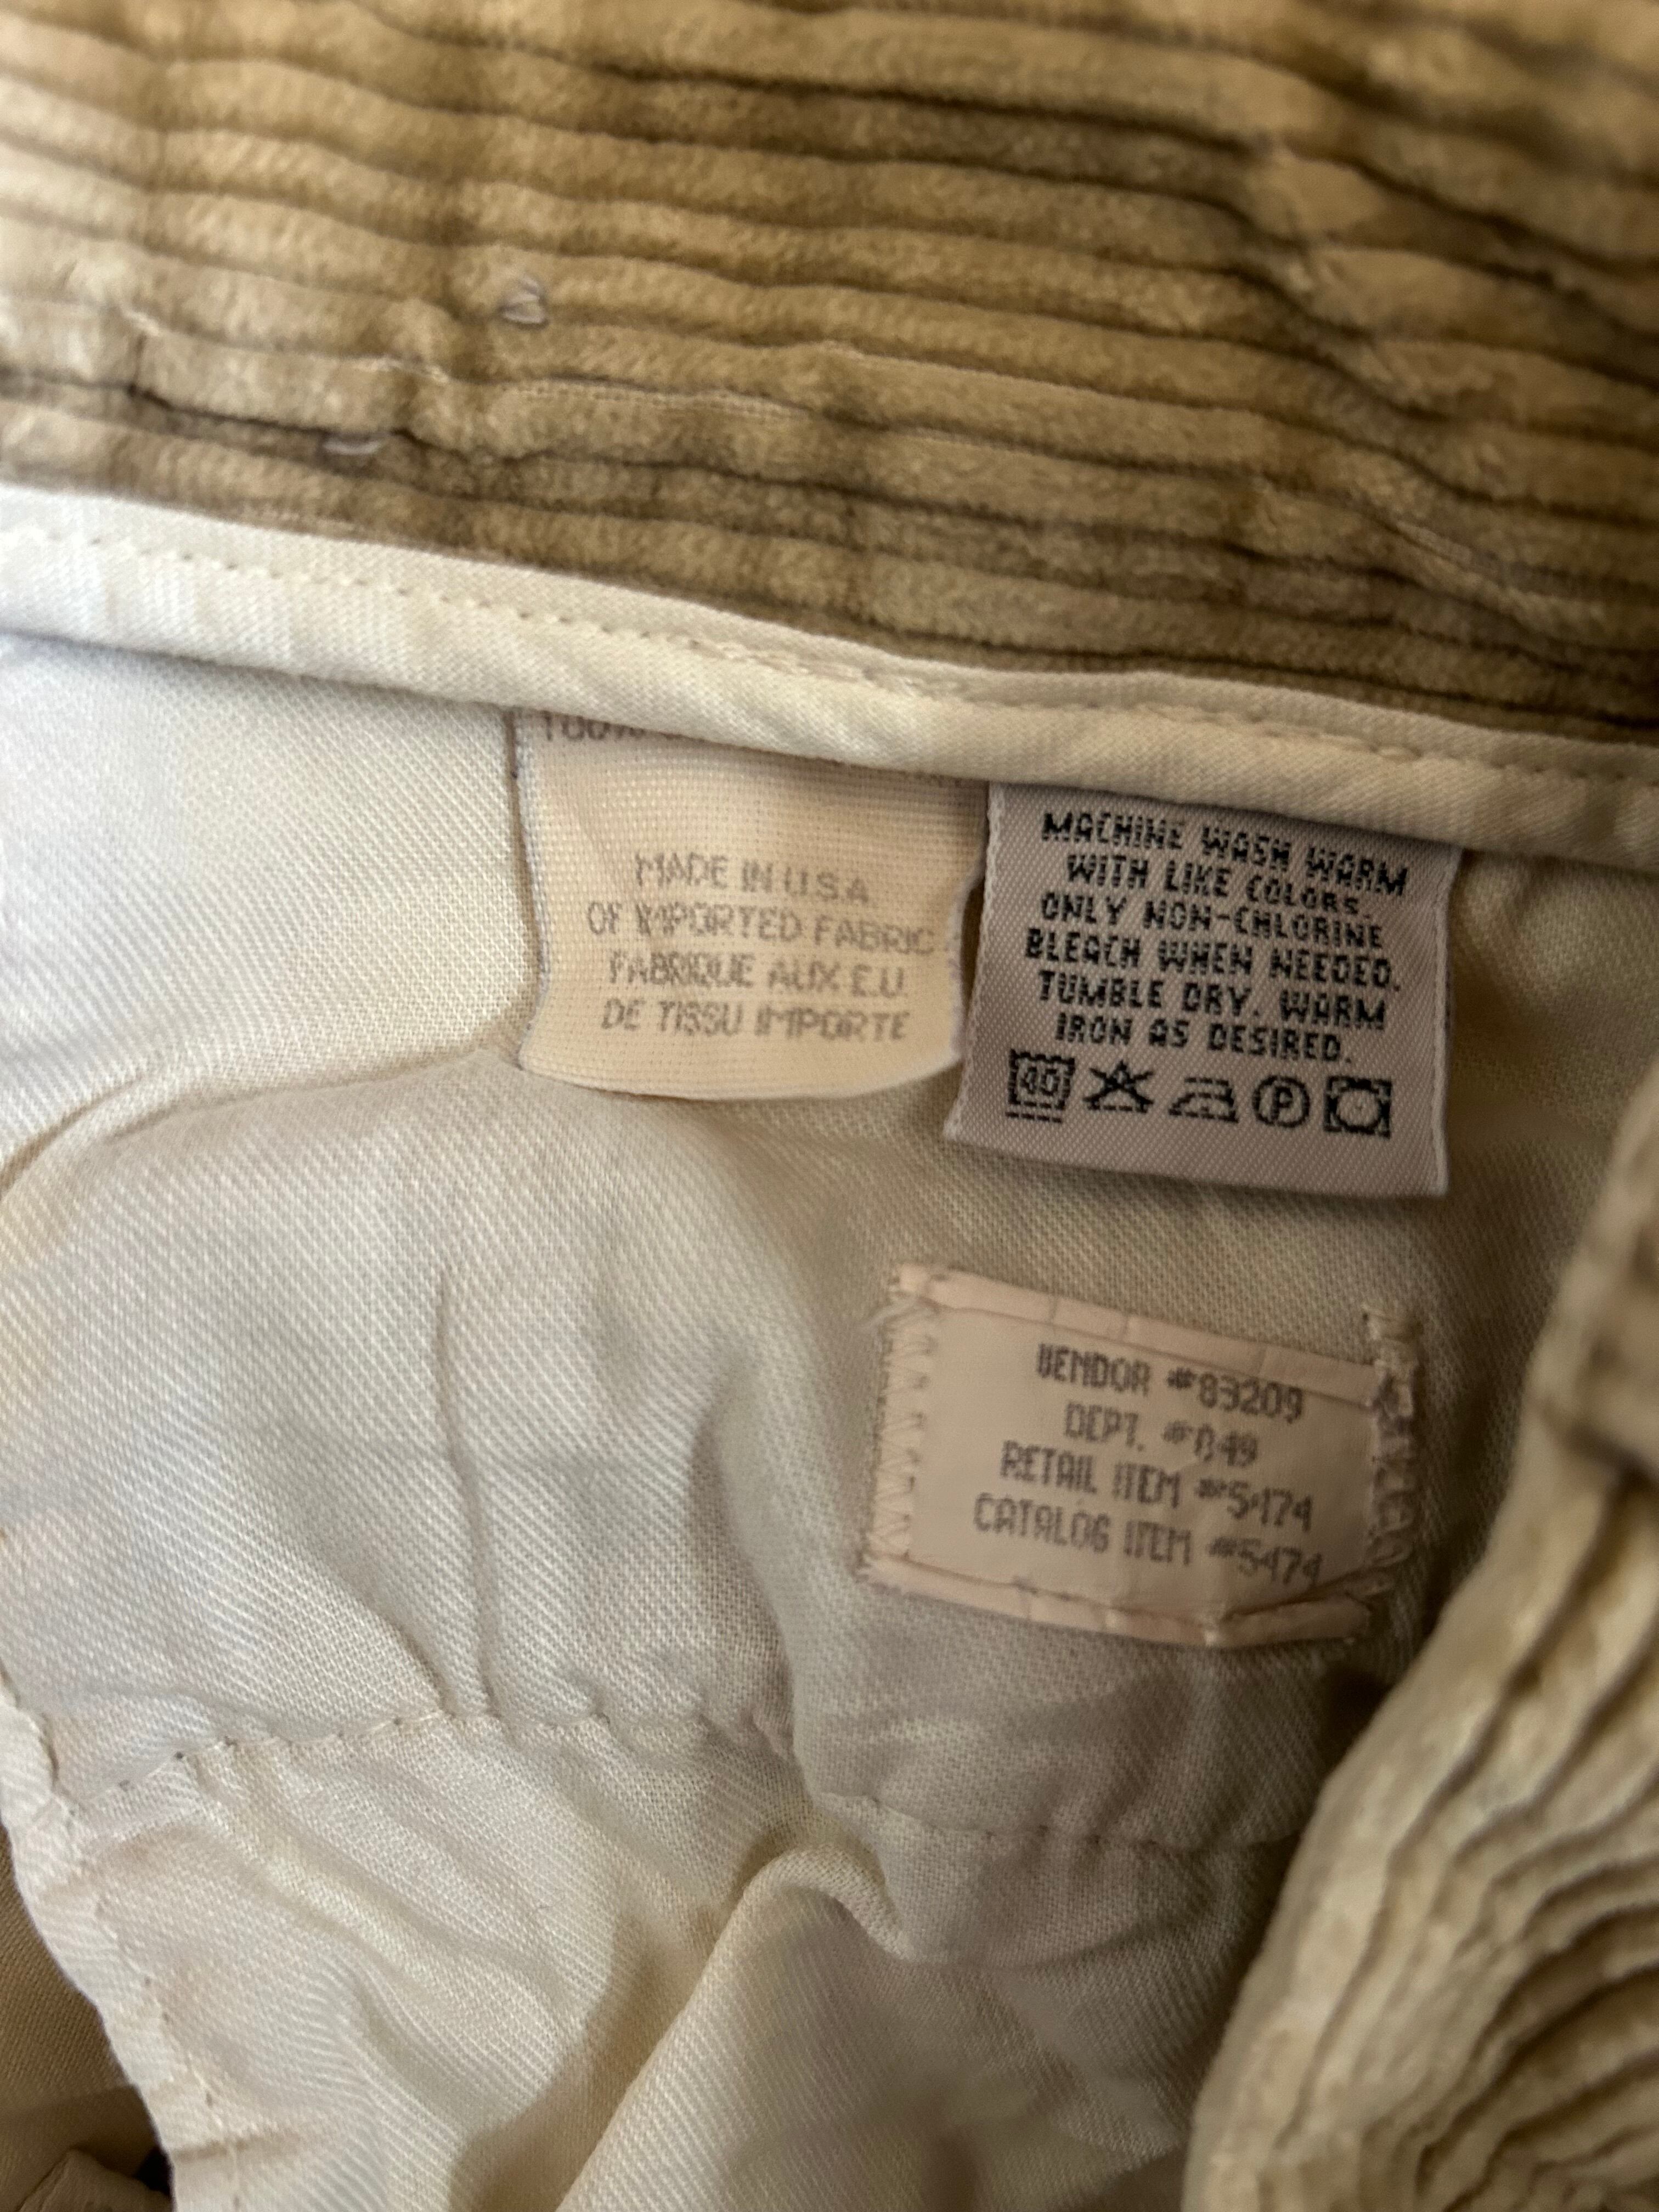 100%
MADE IN U.S.A
OF IMPORTED FABRIC
FABRIQUE AUX E.U
DE TISSU IMPORTE
MACHINE WASH WARM
WITH LIKE COLORS.
ONLY NON-CHLORINE
BLEACH WHEN NEEDED.
TUMBLE DRY. WARM
IRON AS DESIRED.
40 A P
VENDOR #83209
DEPT. #849
RETAIL ITEM #5474
CATALOG ITEM #5474